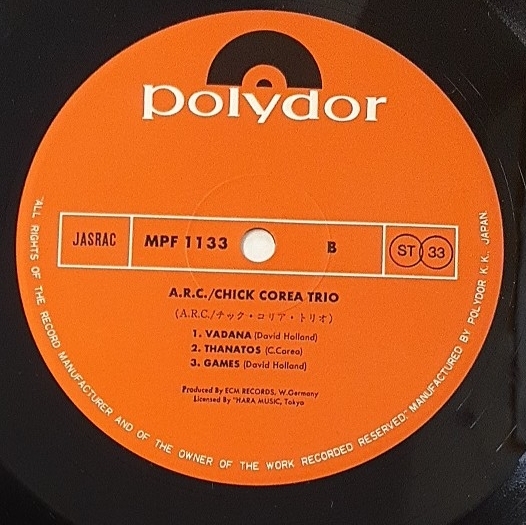 polydor
JASRAC
MPF 1133
B
ST 33
A.R.C./CHICK COREA TRIO
(A.R.C./チック・コリア・トリオ)
1. VADANA (David Holland)
2. THANATOS (C.Corea)
3. GAMES (David Holland)
Produced By ECM RECORDS, W.Germany
Licensed By "HARA MUSIC, Tokyo
"ALL RIGHTS OF THE RECORD MANUFACTURER AND OF THE OWNER OF THE WORK RECORDED RESERVED." MANUFACTURED BY POLYDOR K.K. JAPAN.